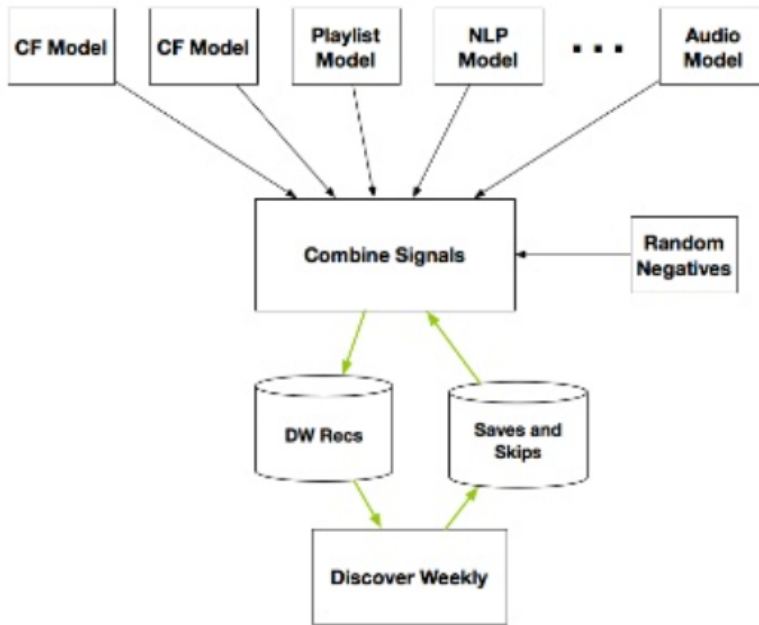 CF Model
CF Model
Playlist
Model
NLP
Model
...
Audio
Model
Combine Signals
Random
Negatives
DW Recs
Saves and
Skips
Discover Weekly